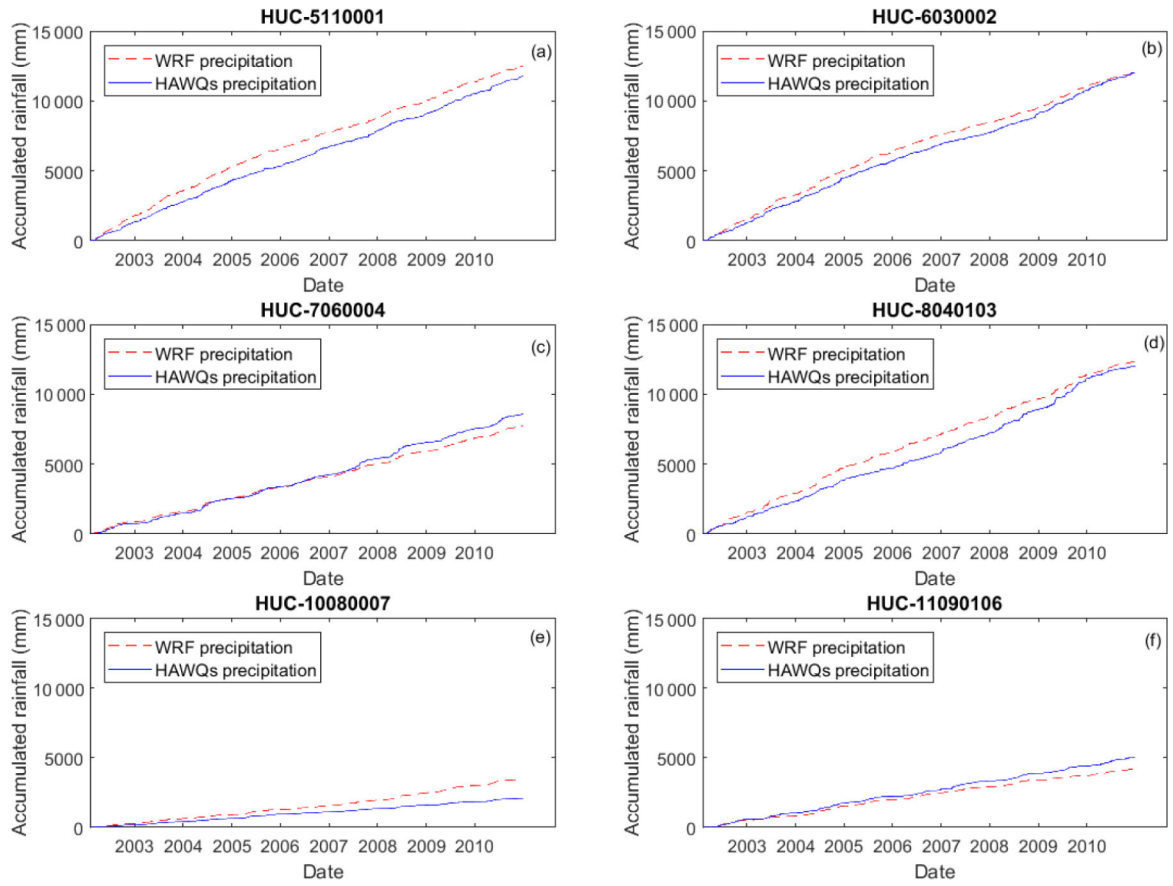 HUC-5110001
Accumulated rainfall (mm)
15 000
10 000
5000
0
WRF precipitation
HAWQs precipitation
(a)
2003 2004 2005 2006 2007 2008 2009 2010
Date
HUC-6030002
Accumulated rainfall (mm)
15 000
10 000
5000
0
WRF precipitation
HAWQs precipitation
(b)
2003 2004 2005 2006 2007 2008 2009 2010
Date
HUC-7060004
Accumulated rainfall (mm)
15 000
10 000
5000
0
WRF precipitation
HAWQs precipitation
(c)
2003 2004 2005 2006 2007 2008 2009 2010
Date
HUC-8040103
Accumulated rainfall (mm)
15 000
10 000
5000
0
WRF precipitation
HAWQs precipitation
(d)
2003 2004 2005 2006 2007 2008 2009 2010
Date
HUC-10080007
Accumulated rainfall (mm)
15 000
10 000
5000
0
WRF precipitation
HAWQs precipitation
(e)
2003 2004 2005 2006 2007 2008 2009 2010
Date
HUC-11090106
Accumulated rainfall (mm)
15 000
10 000
5000
0
WRF precipitation
HAWQs precipitation
(f)
2003 2004 2005 2006 2007 2008 2009 2010
Date